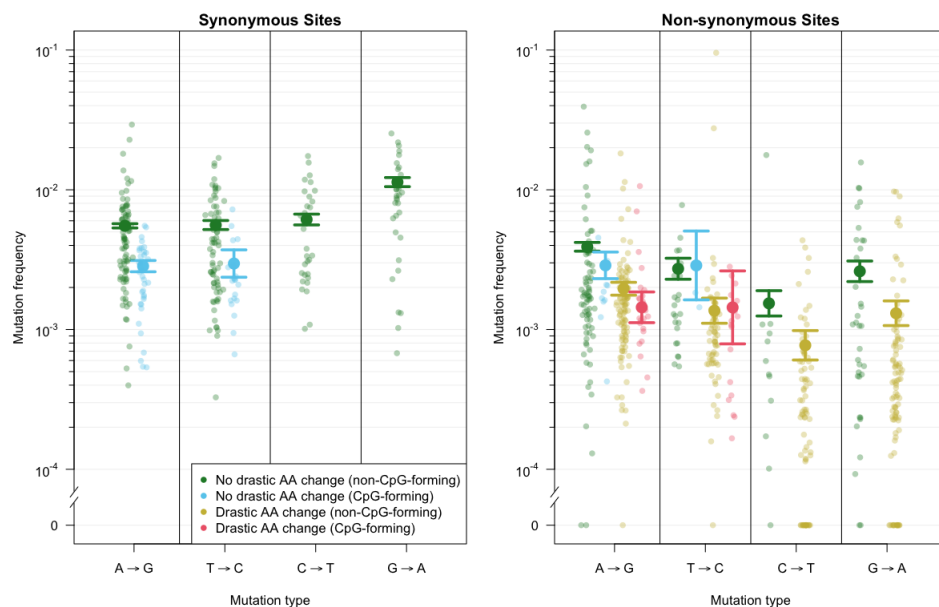 Synonymous Sites
Mutation frequency
10-1
10-2
10-3
10-4
0
No drastic AA change (non-CpG-forming)
No drastic AA change (CpG-forming)
Drastic AA change (non-CpG-forming)
Drastic AA change (CpG-forming)
A → G
T → C
C → T
G → A
Mutation type
Non-synonymous Sites
Mutation frequency
10-1
10-2
10-3
10-4
0
A → G
T → C
C → T
G → A
Mutation type